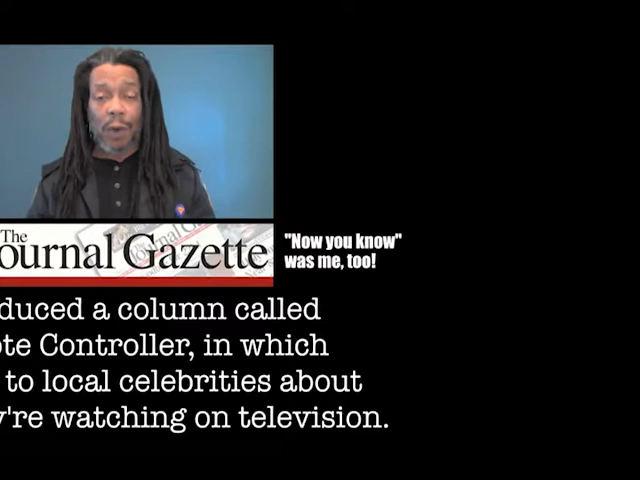 The
ournal Gazette
"Now you know"
was me, too!
duced a column called
te Controller, in which
to local celebrities about
're watching on television.